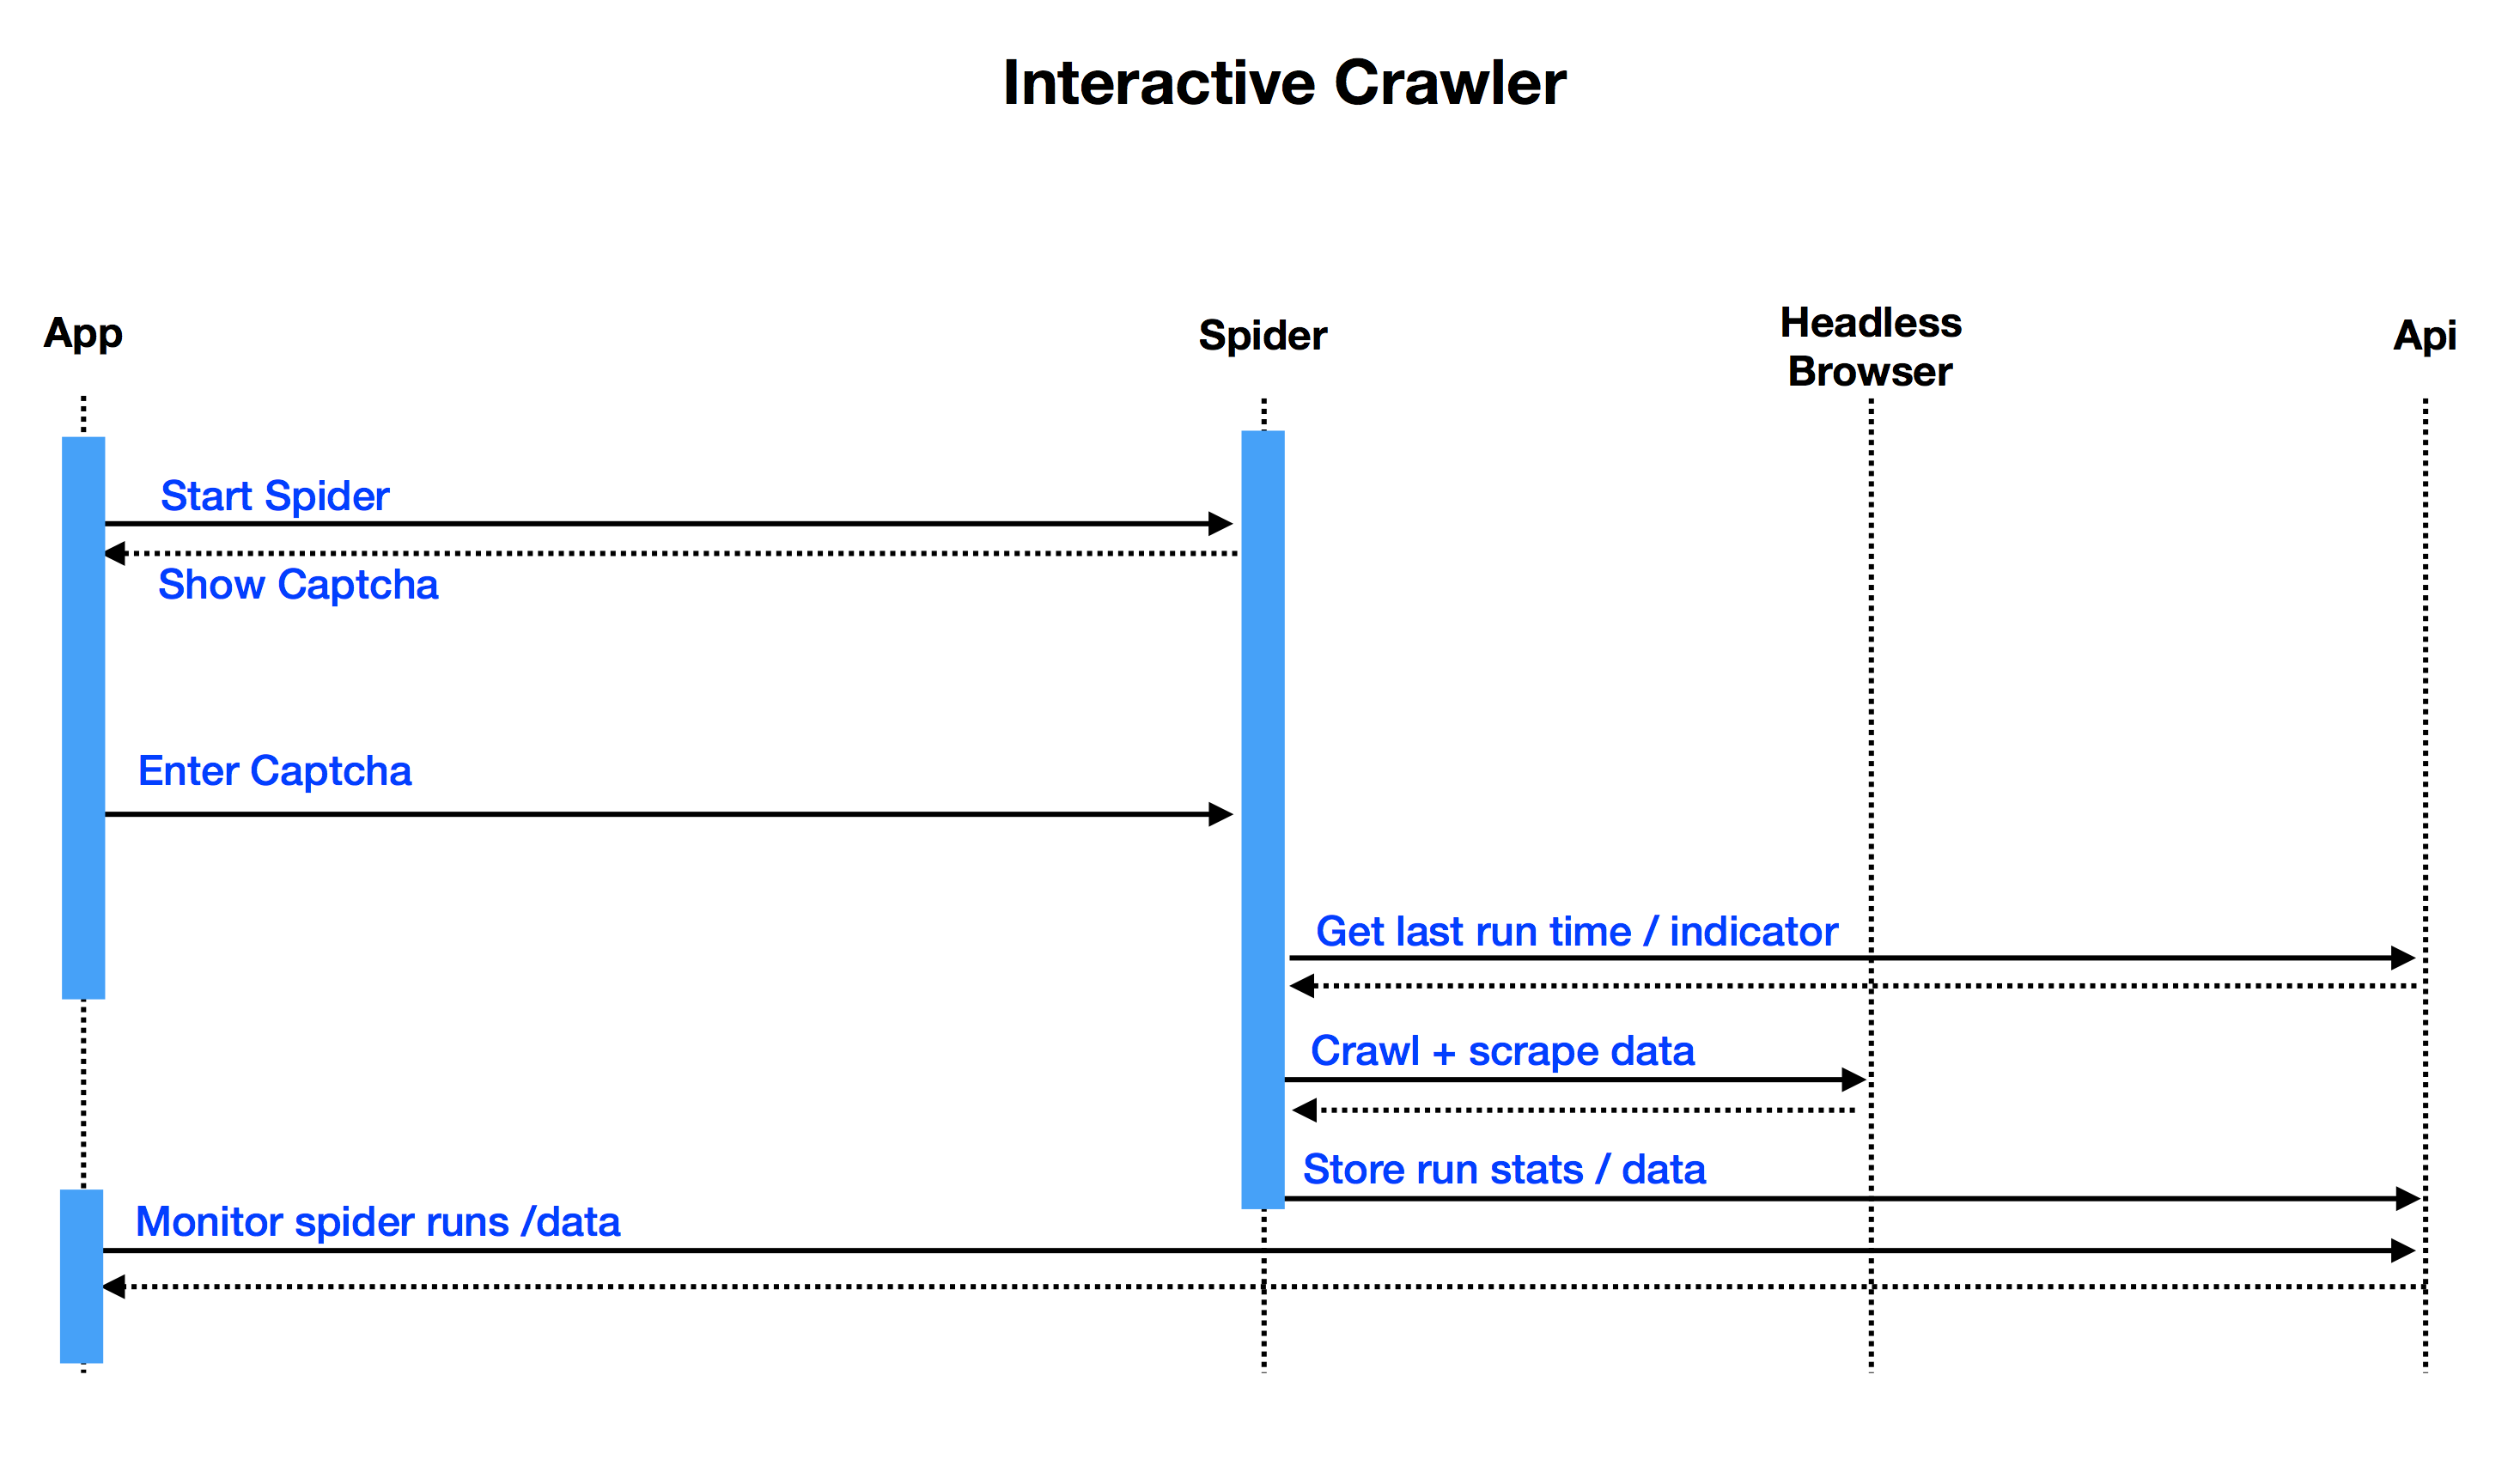 Interactive Crawler
App
Spider
Headless
Browser
Api
Start Spider
Show Captcha
Enter Captcha
Get last run time / indicator
Crawl + scrape data
Store run stats / data
Monitor spider runs /data